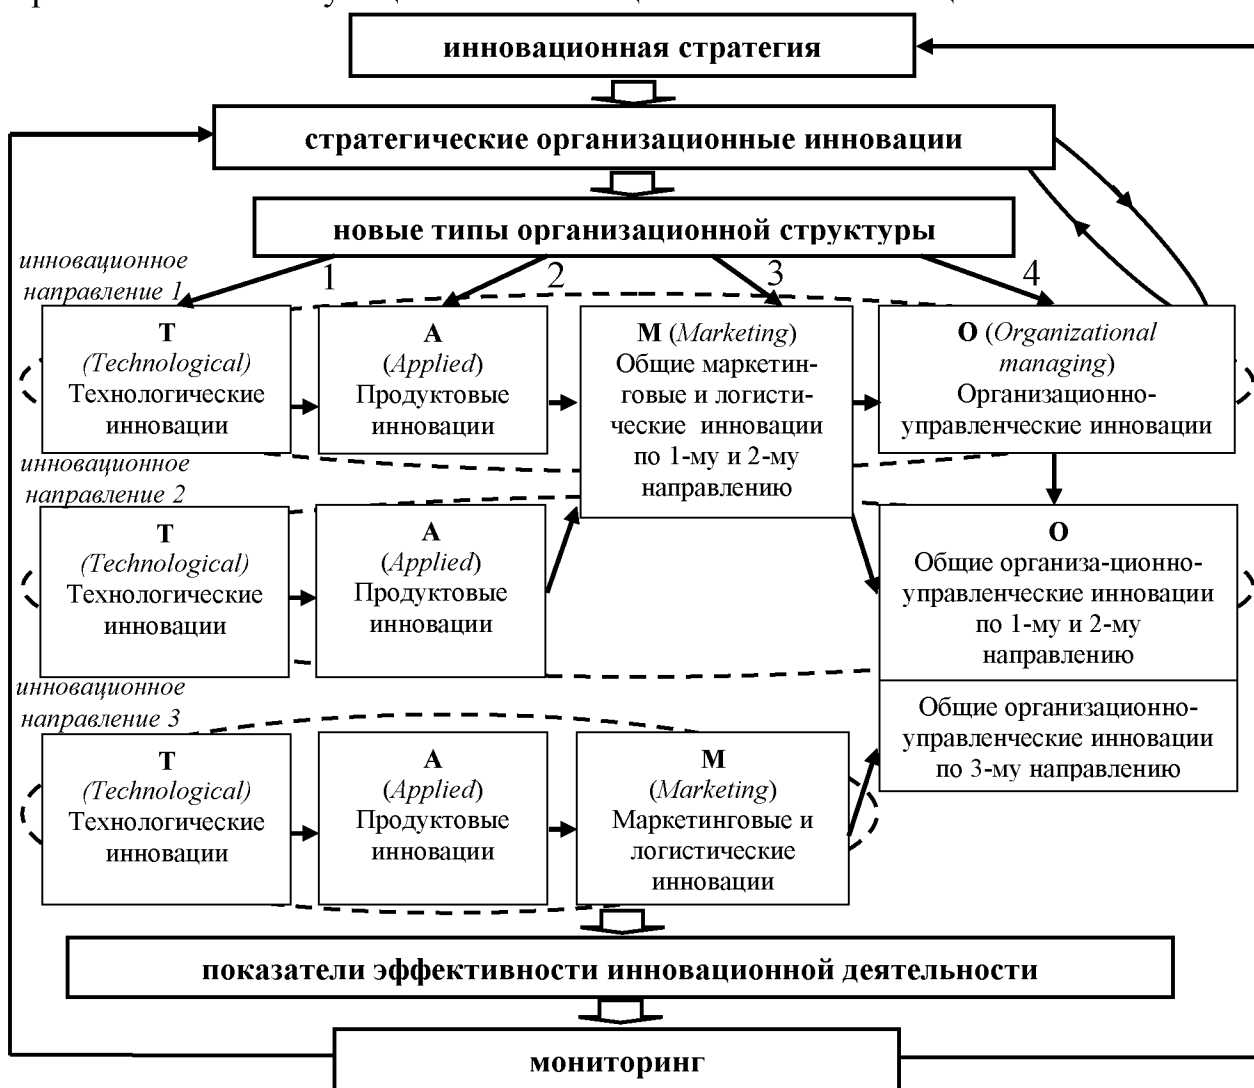 инновационная стратегия
стратегические организационные инновации
новые типы организационной структуры
1
2
3
4
инновационное
направление 1
Т
(Technological)
Технологические
инновации
А
(Applied)
Продуктовые
инновации
М (Marketing)
Общие маркетин-
говые и логисти-
ческие инновации
по 1-му и 2-му
направлению
О (Organizational
managing)
Организационно-
управленческие инновации
инновационное
направление 2
Т
(Technological)
Технологические
инновации
А
(Applied)
Продуктовые
инновации
О
Общие организа-ционно-
управленческие инновации
по 1-му и 2-му
направлению
Общие организационно-
управленческие инновации
по 3-му направлению
инновационное
направление 3
Т
(Technological)
Технологические
инновации
А
(Applied)
Продуктовые
инновации
М
(Marketing)
Маркетинговые и
логистические
инновации
показатели эффективности инновационной деятельности
мониторинг